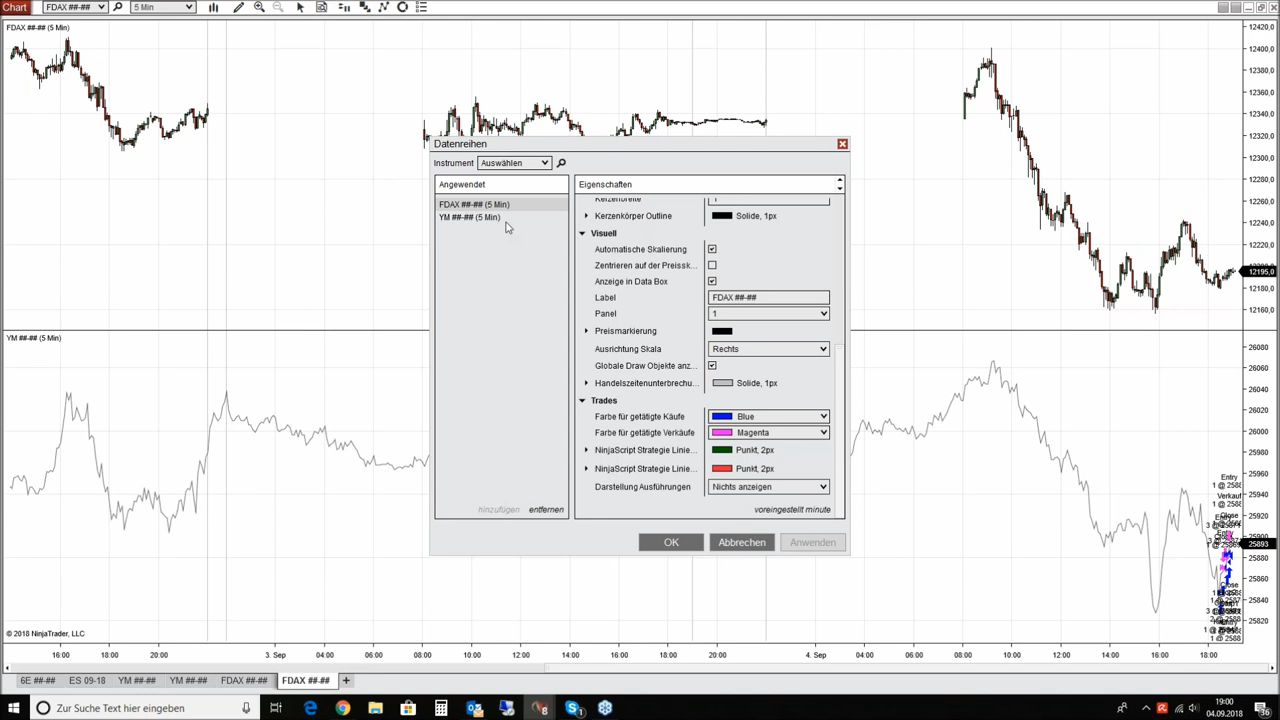 Chart FDAX ##-## 5 Min
FDAX ##-## (5 Min)
12420,0
12400,0
12380,0
12360,0
12340,0
12320,0
12300,0
12280,0
12260,0
12240,0
12220,0
12195,0
12180,0
12160,0
Datenreihen
Instrument Auswählen
Angewendet
FDAX ##-## (5 Min)
YM ##-## (5 Min)
hinzufügen entfernen
Eigenschaften
Kerzenbreite 1
Kerzenkörper Outline Solide, 1px
Visuell
Automatische Skalierung
Zentrieren auf der Preissk...
Anzeige in Data Box
Label FDAX ##-##
Panel 1
Preismarkierung
Ausrichtung Skala Rechts
Globale Draw Objekte anz...
Handelszeitenunterbrechu... Solide, 1px
Trades
Farbe für getätigte Käufe Blue
Farbe für getätigte Verkäufe Magenta
NinjaScript Strategie Linie... Punkt, 2px
NinjaScript Strategie Linie... Punkt, 2px
Darstellung Ausführungen Nichts anzeigen
voreingestellt minute
OK Abbrechen Anwenden
YM ##-## (5 Min)
26080
26060
26040
26020
26000
25980
25960
25940
25920
25900
25893
25880
25860
25840
25820
Entry
1 @ 2588
Verkauf
Close
© 2018 NinjaTrader, LLC
16:00 18:00 20:00 3. Sep 04:00 06:00 08:00 10:00 12:00 14:00 16:00 18:00 20:00 4. Sep 08:00 10:00 12:00 14:00 16:00 18:00
6E ##-## ES 09-18 YM ##-## YM ##-## FDAX ##-## FDAX ##-## +
Zur Suche Text hier eingeben
19:00
04.09.2018
36